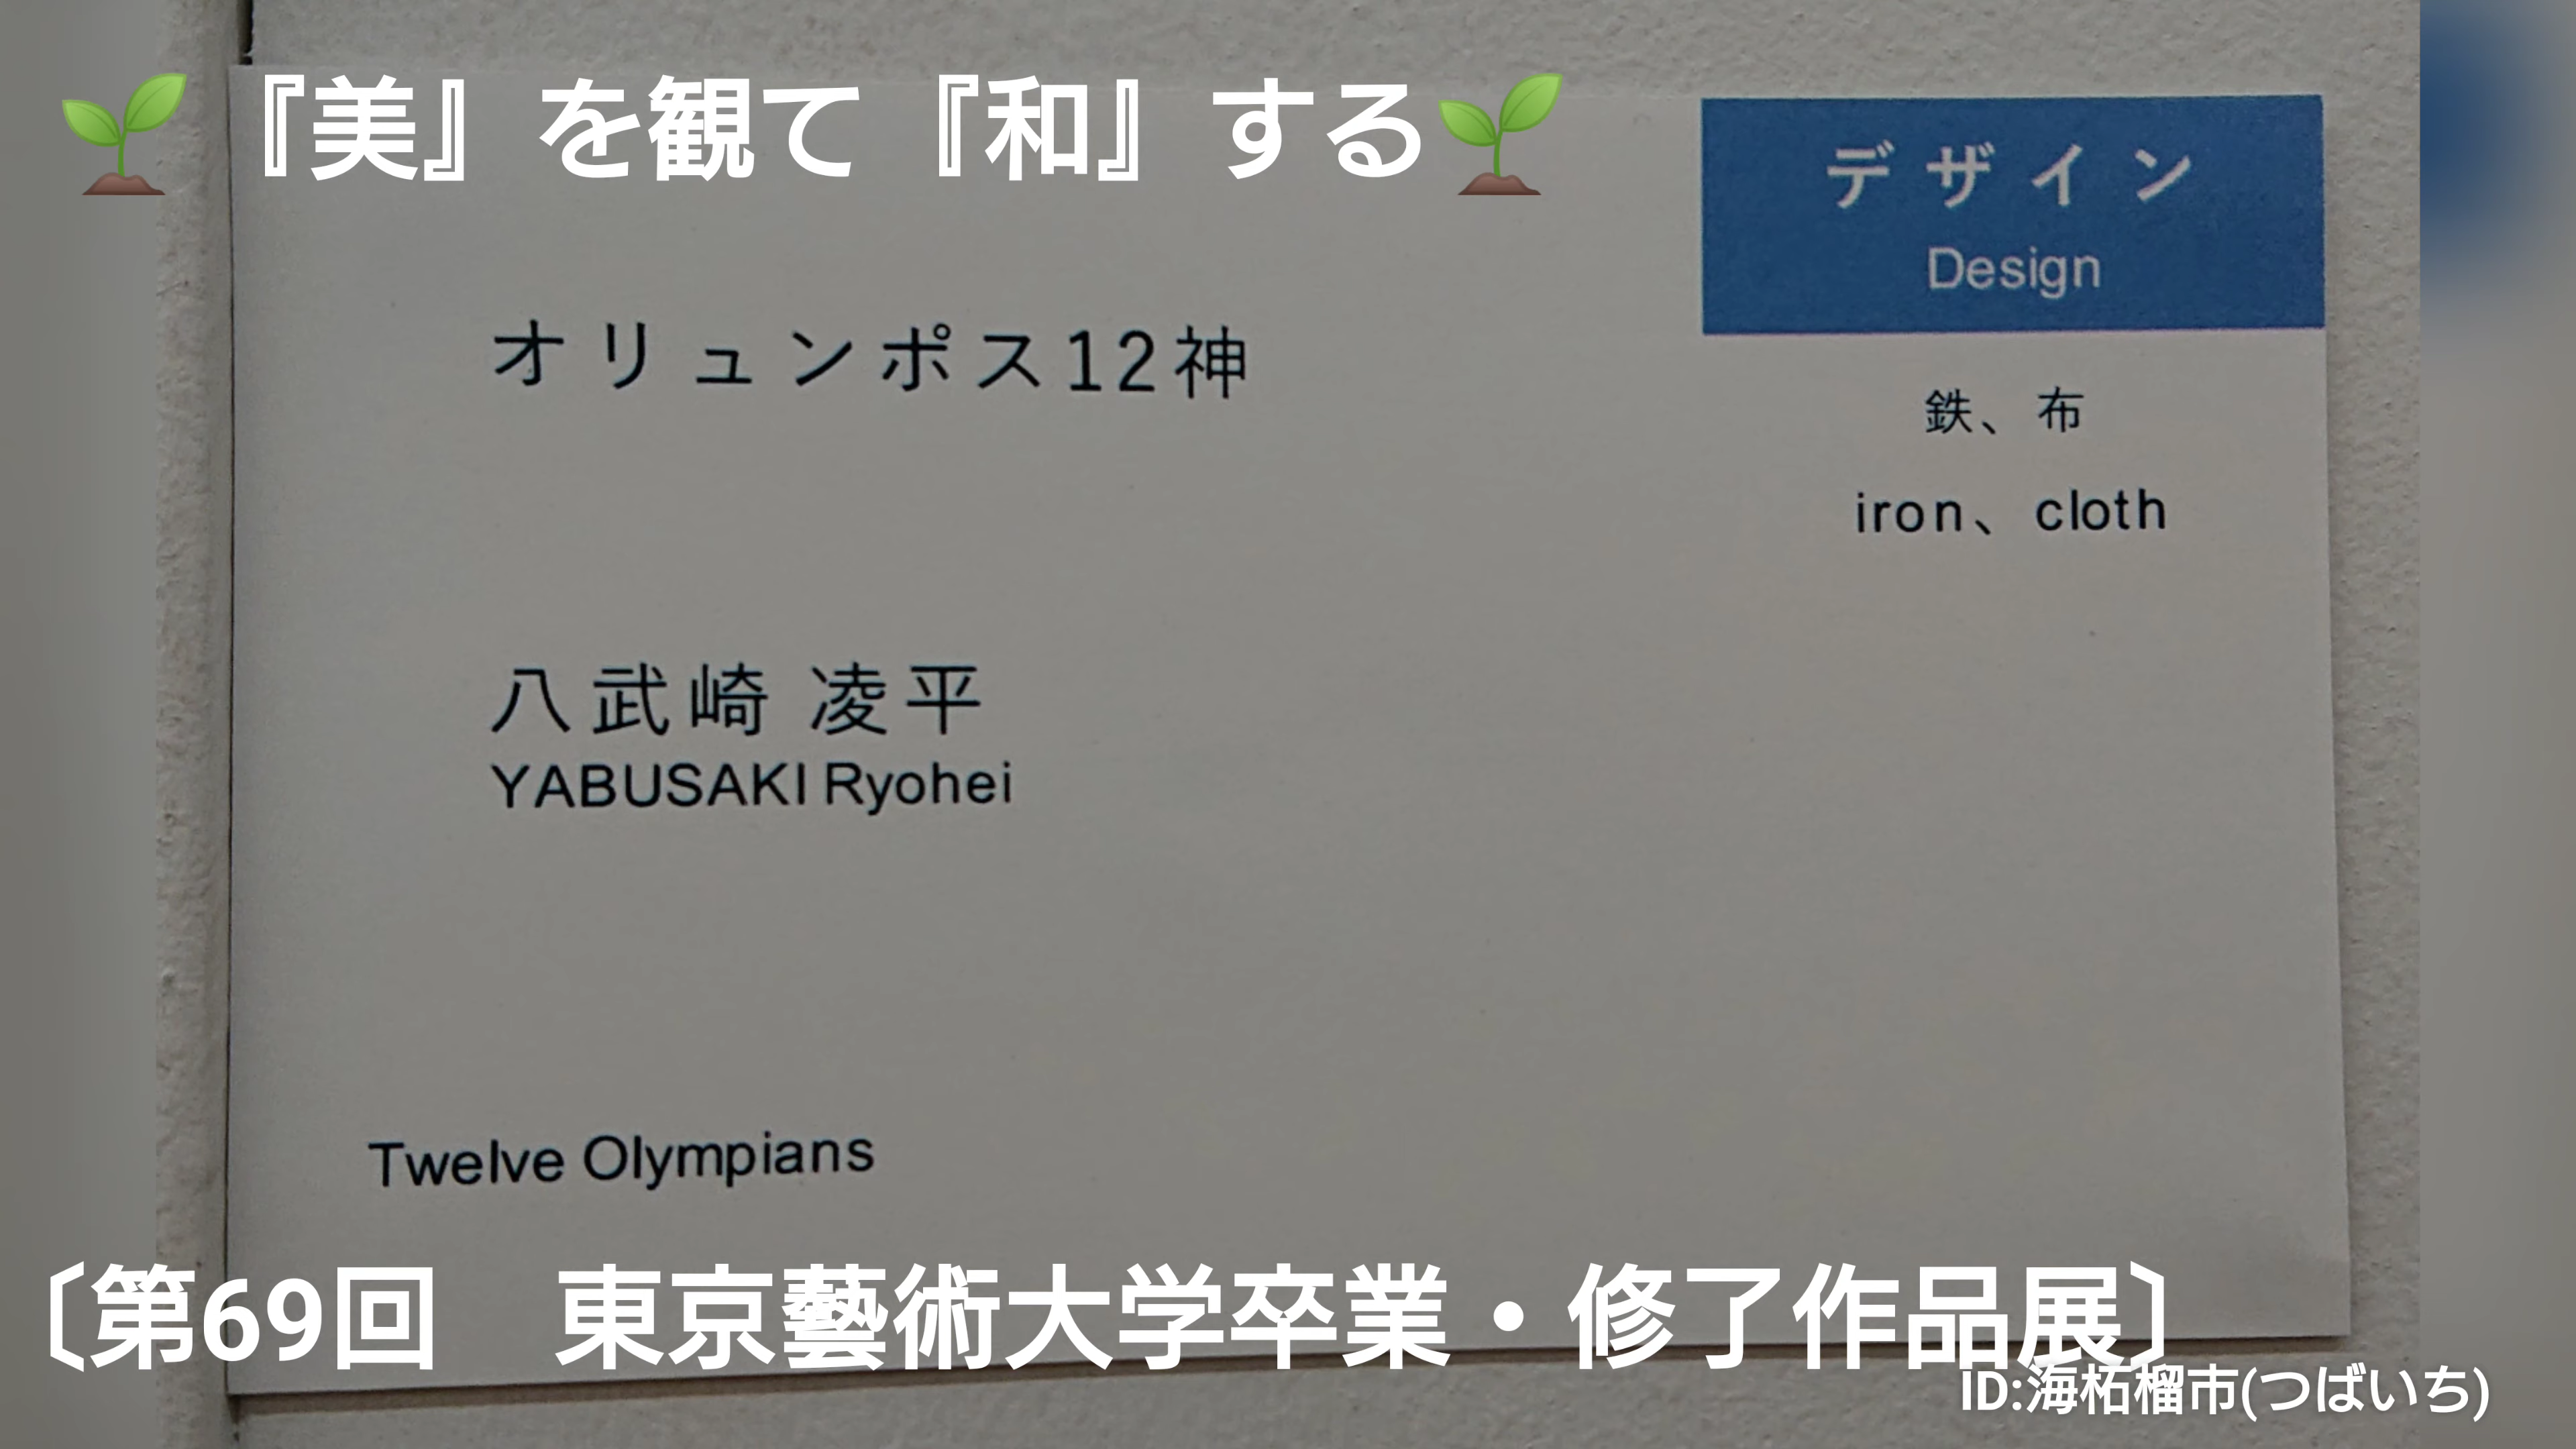 🌱『美』を観て『和』する🌱
デザイン
Design
オリュンポス12神
鉄、布
iron、cloth
八武崎 凌平
YABUSAKI Ryohei
Twelve Olympians
〔第69回　東京藝術大学卒業・修了作品展〕
ID:海柘榴市(つばいち)